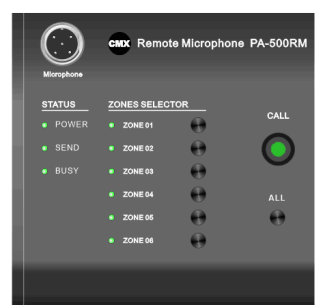 CMX Remote Microphone PA-500RM
Microphone
STATUS
POWER
SEND
BUSY
ZONES SELECTOR
ZONE 01
ZONE 02
ZONE 03
ZONE 04
ZONE 05
ZONE 06
CALL
ALL